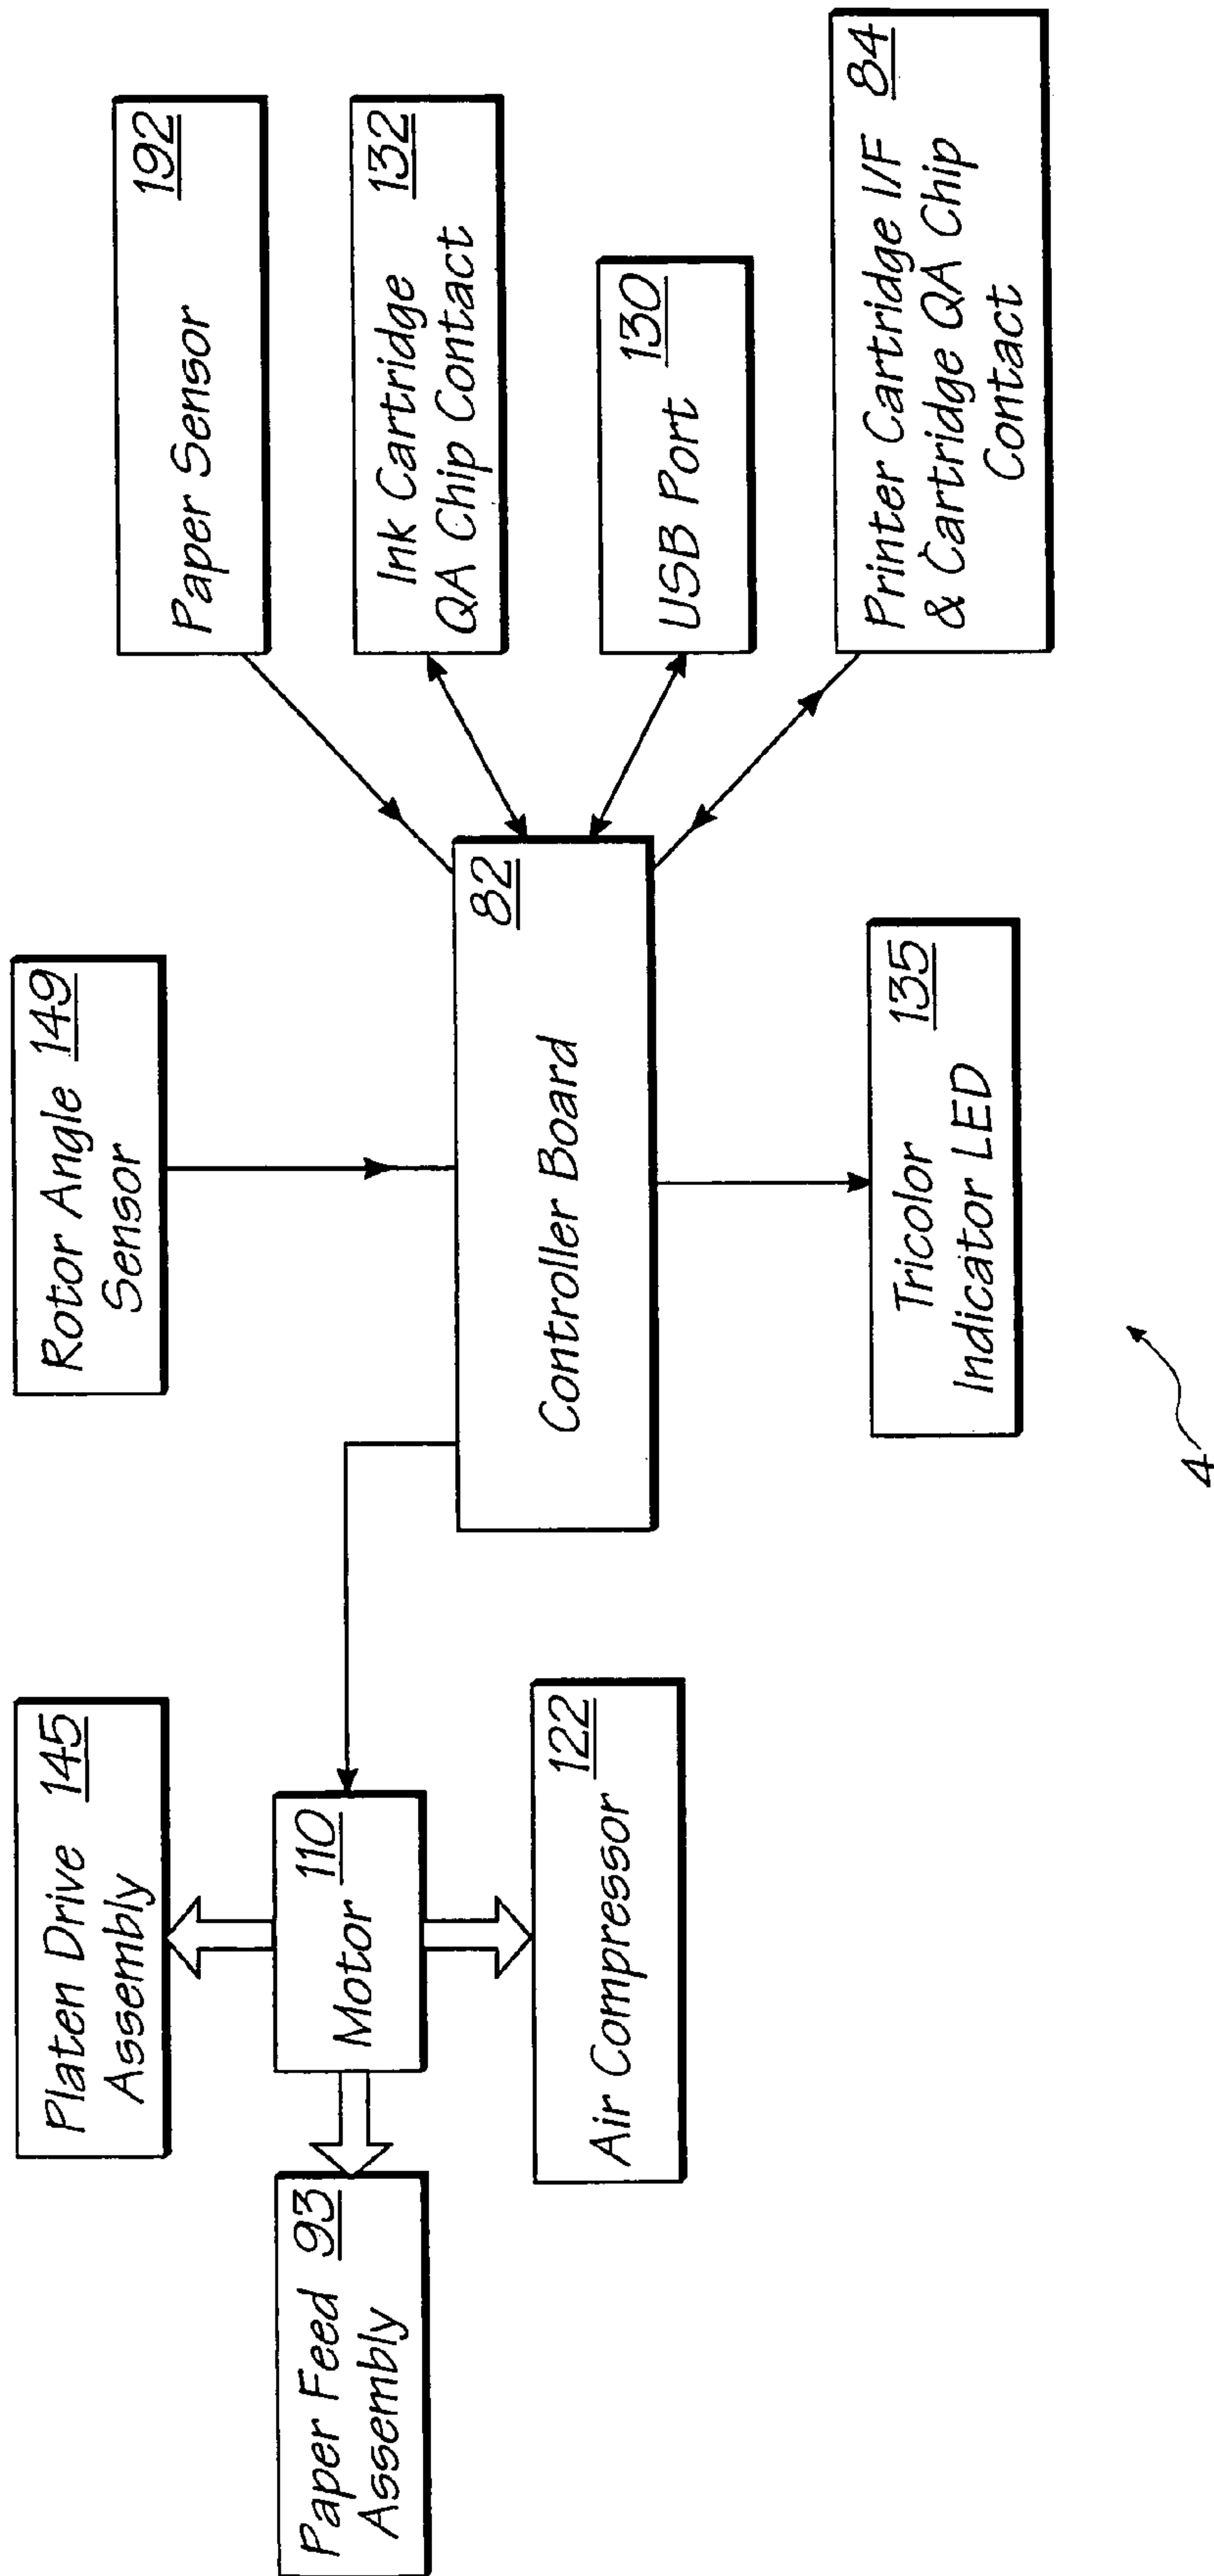 Platen Drive 145
Assembly
Rotor Angle 149
Sensor
192
Paper Sensor
Paper Feed 93
Assembly
110
Motor
132
Ink Cartridge
QA Chip Contact
82
Controller Board
122
Air Compressor
130
USB Port
135
Tricolor
Indicator LED
Printer Cartridge I/F 84
& Cartridge QA Chip
Contact
4